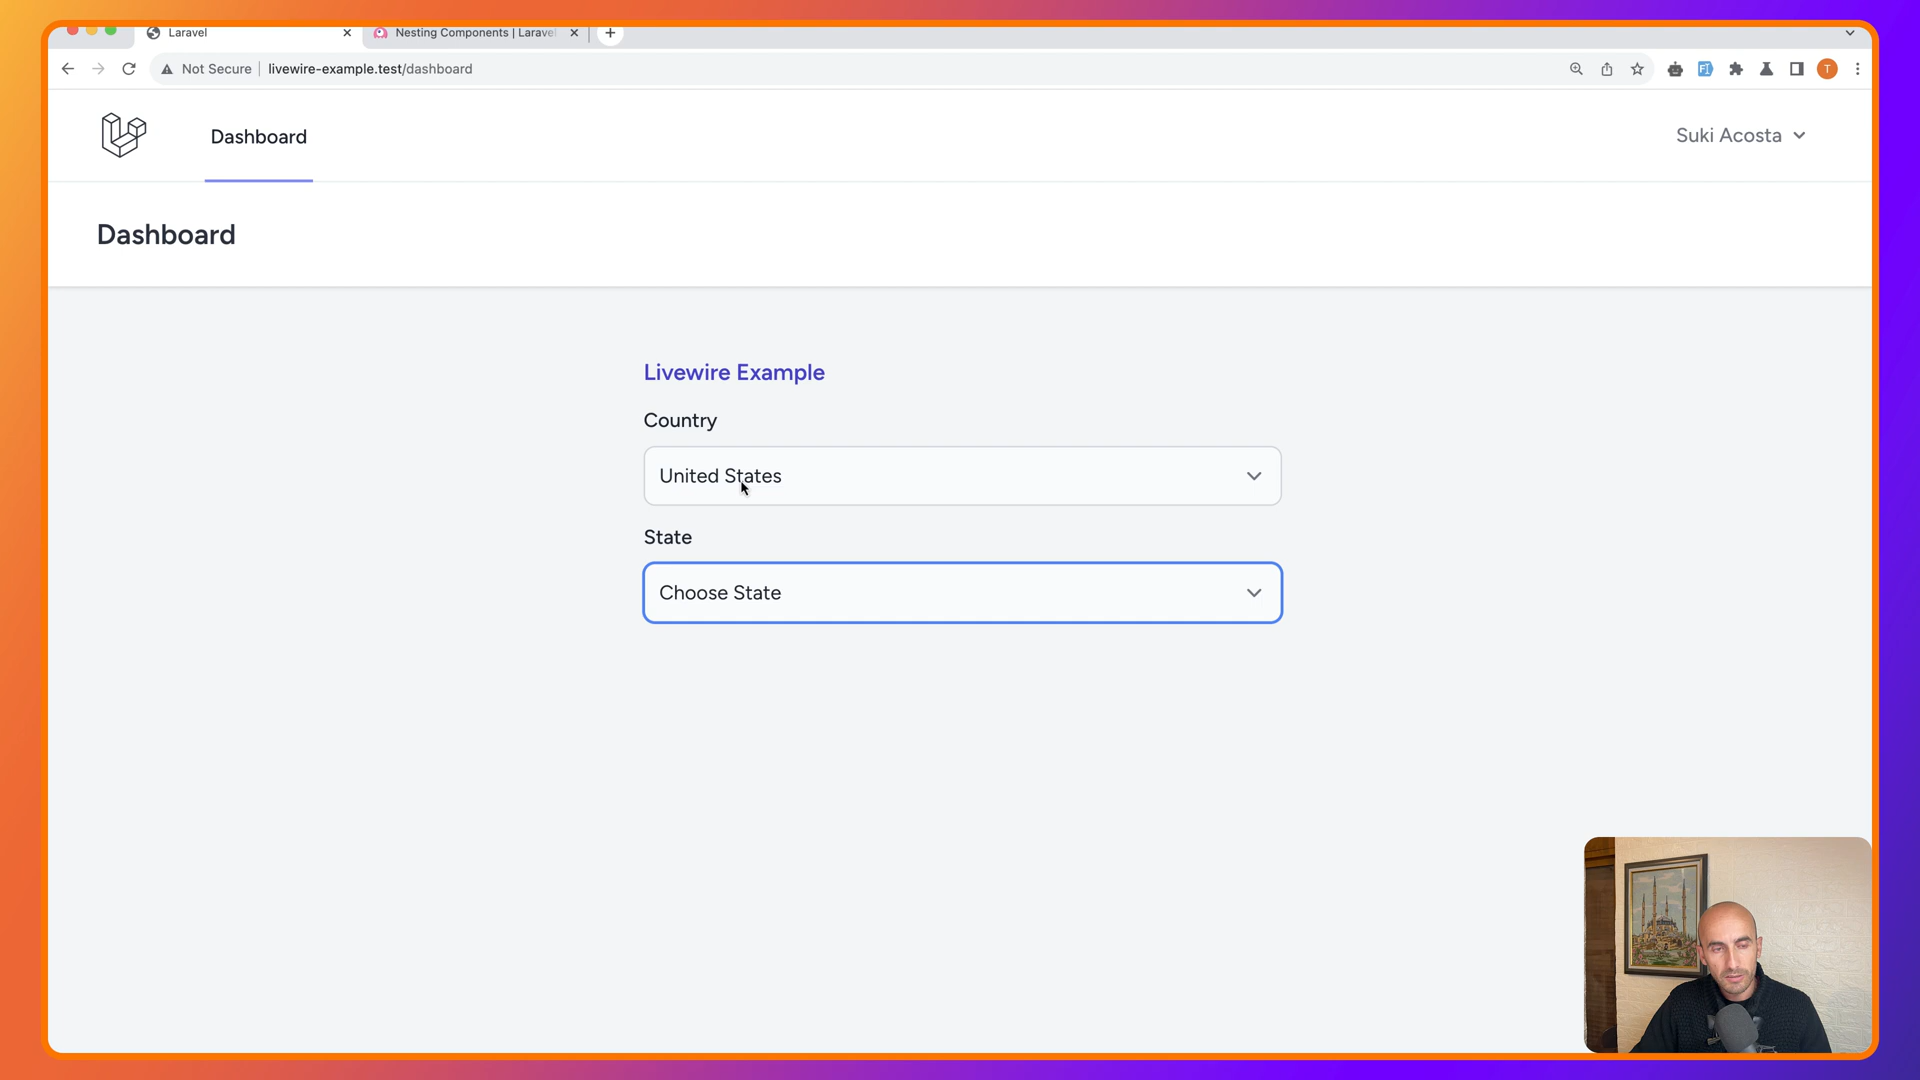 Laravel
Nesting Components | Larave
Not Secure
livewire-example.test/dashboard
T
Dashboard
Suki Acosta
Dashboard
Livewire Example
Country
United States
State
Choose State